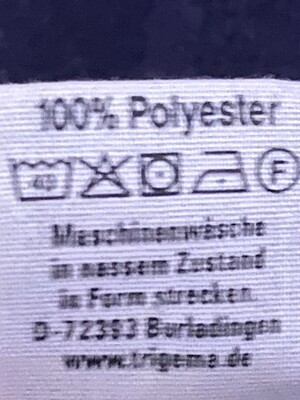 100% Polyester
40 F
Maschinenwäsche
in nassem Zustand
in Form strecken.
D-72393 Burladingen
www.trigema.de